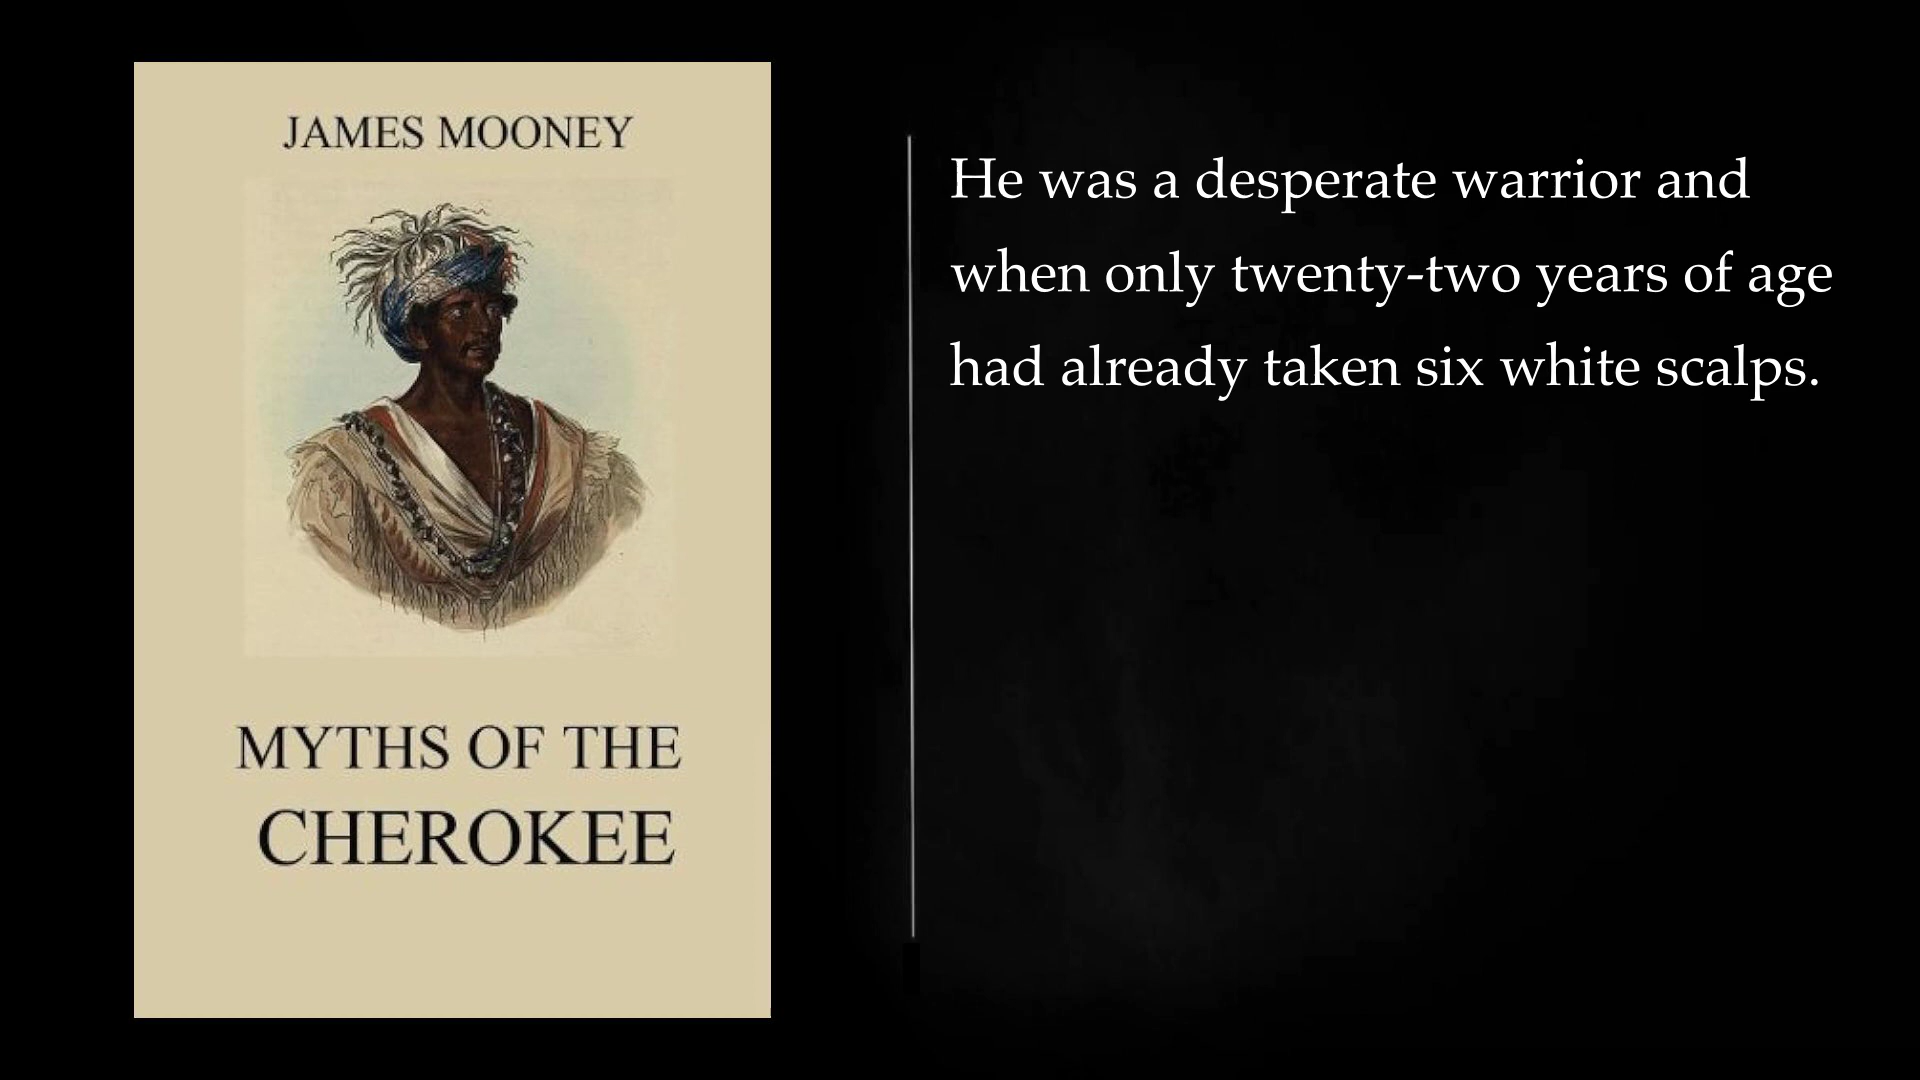 JAMES MOONEY
MYTHS OF THE
CHEROKEE
He was a desperate warrior and
when only twenty-two years of age
had already taken six white scalps.